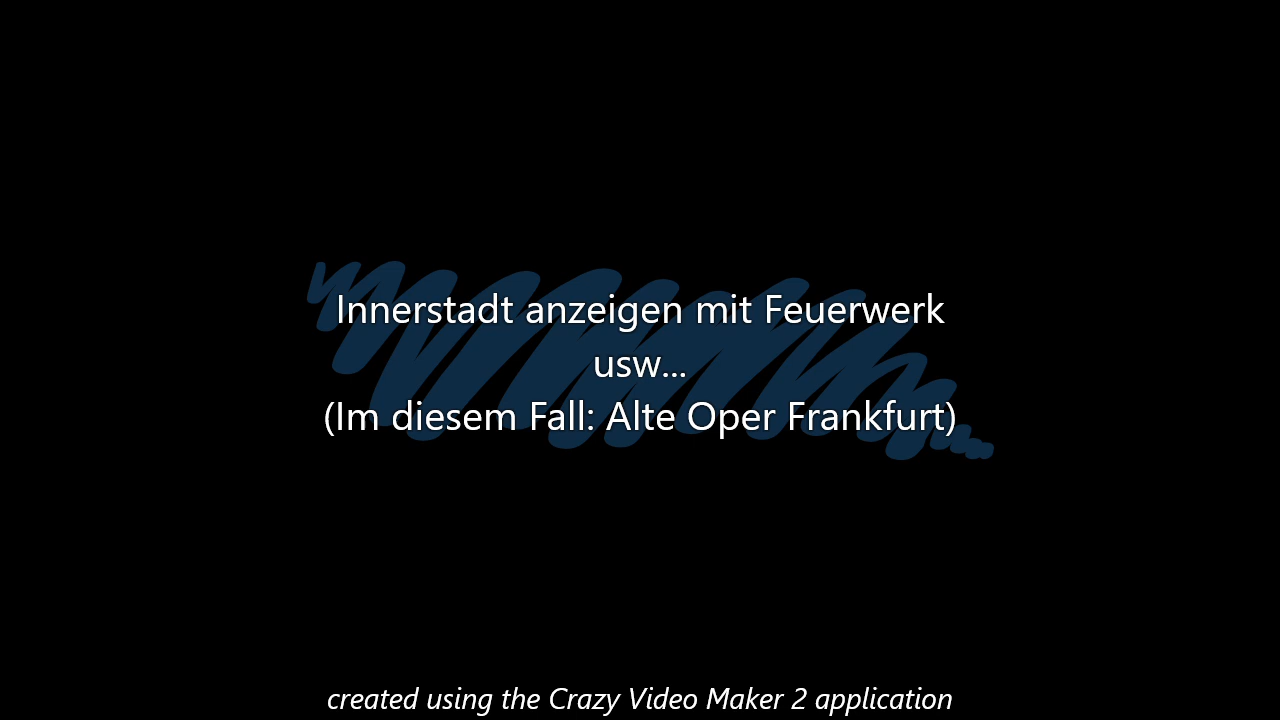 Innerstadt anzeigen mit Feuerwerk
usw...
(Im diesem Fall: Alte Oper Frankfurt)
created using the Crazy Video Maker 2 application